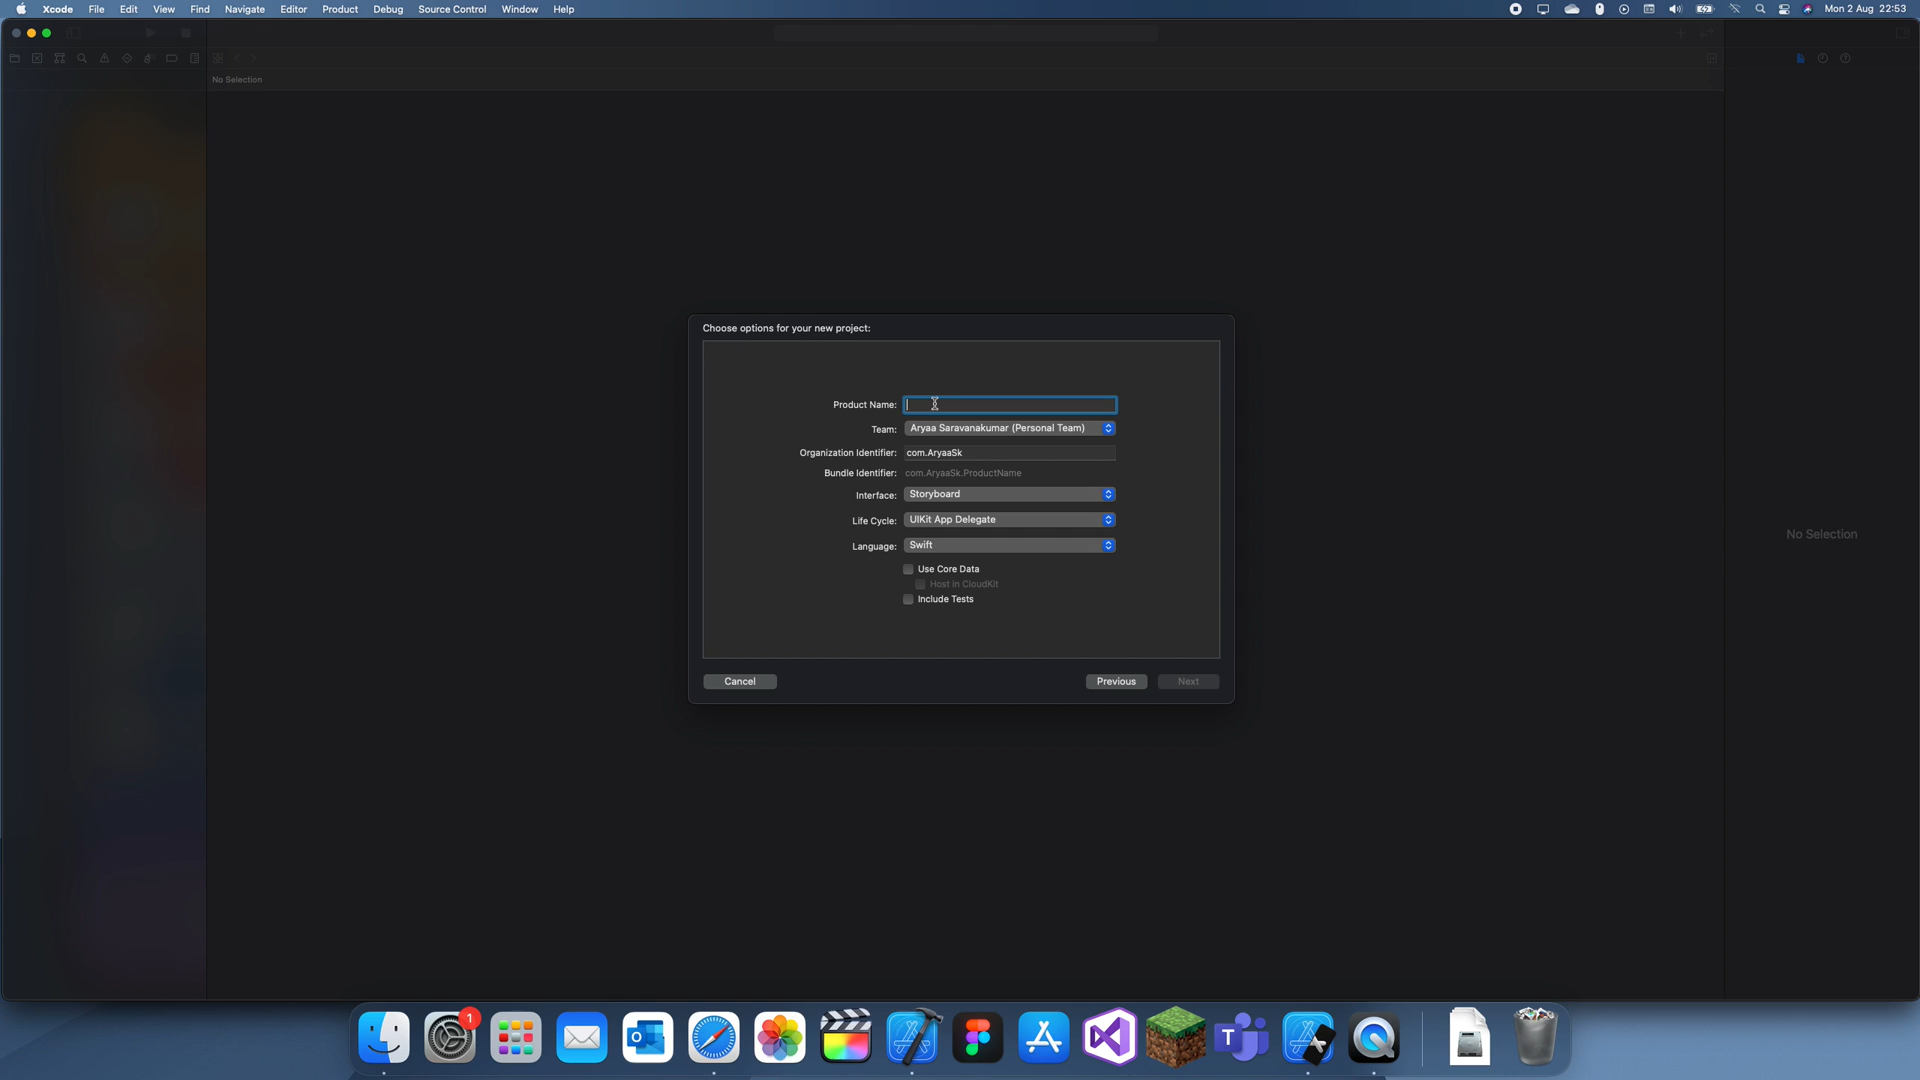 Xcode File Edit View Find Navigate Editor Product Debug Source Control Window Help Mon 2 Aug 22:53
No Selection
Choose options for your new project:
Product Name:
Team: Aryaa Saravanakumar (Personal Team)
Organization Identifier: com.AryaaSk
Bundle Identifier: com.AryaaSk.ProductName
Interface: Storyboard
Life Cycle: UIKit App Delegate
Language: Swift
Use Core Data
Host in CloudKit
Include Tests
No Selection
Cancel Previous Next
1